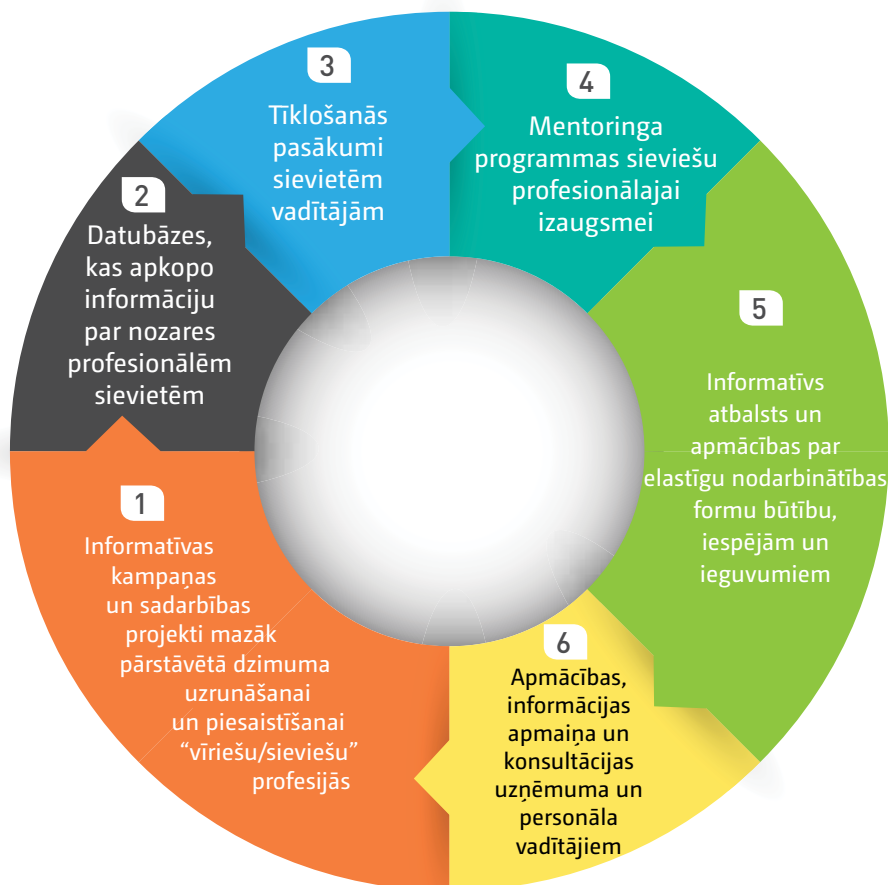 1
Informatīvas
kampaņas
un sadarbības
projekti mazāk
pārstāvētā dzimuma
uzrunāšanai
un piesaistīšanai
“vīriešu/sieviešu”
profesijās
2
Datubāzes,
kas apkopo
informāciju
par nozares
profesionālēm
sievietēm
3
Tīklošanās
pasākumi
sievietēm
vadītājām
4
Mentoringa
programmas sieviešu
profesionālajai
izaugsmei
5
Informatīvs
atbalsts un
apmācības par
elastīgu nodarbinātības
formu būtību,
iespējām un
ieguvumiem
6
Apmācības,
informācijas
apmaiņa un
konsultācijas
uzņēmuma un
personāla
vadītājiem